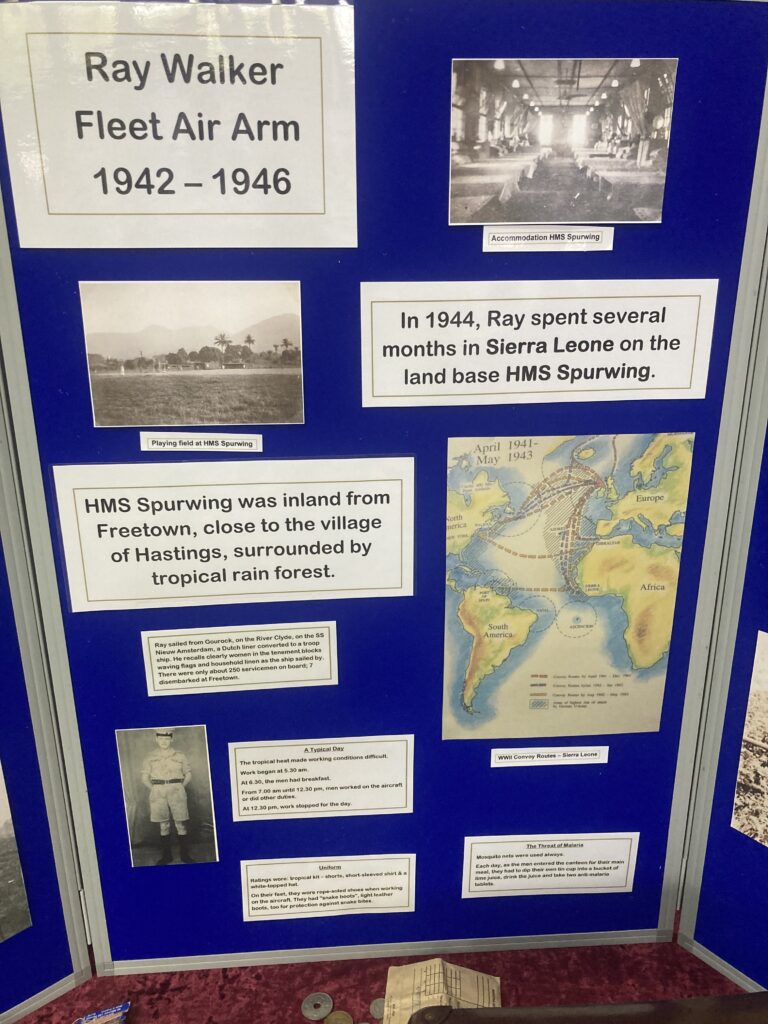 Ray Walker
Fleet Air Arm
1942 – 1946
Accommodation HMS Spurwing
Playing field at HMS Spurwing
In 1944, Ray spent several
months in Sierra Leone on the
land base HMS Spurwing.
HMS Spurwing was inland from
Freetown, close to the village
of Hastings, surrounded by
tropical rain forest.
April 1941-
May 1943
North
America
Europe
GIBRALTAR
Africa
SIERRA
LEONE
PORT
OF
SPAIN
NATAL
ASCENCION
South
America
WWII Convoy Routes – Sierra Leone
Ray sailed from Gourock, on the River Clyde, on the SS
Nieuw Amsterdam, a Dutch liner converted to a troop
ship. He recalls clearly women in the tenement blocks
waving flags and household linen as the ship sailed by.
There were only about 250 servicemen on board; 7
disembarked at Freetown.
A Typical Day
The tropical heat made working conditions difficult.
Work began at 5.30 am.
At 6.30, the men had breakfast.
From 7.00 am until 12.30 pm, men worked on the aircraft
or did other duties.
At 12.30 pm, work stopped for the day.
Uniform
Ratings wore: tropical kit – shorts, short-sleeved shirt & a
white-topped hat.
On their feet, they wore rope-soled shoes when working
on the aircraft. They had "snake boots", light leather
boots, too for protection against snake bites.
The Threat of Malaria
Mosquito nets were used always.
Each day, as the men entered the canteen for their main
meal, they had to dip their own tin cup into a bucket of
lime juice, drink the juice and take two anti-malaria
tablets.